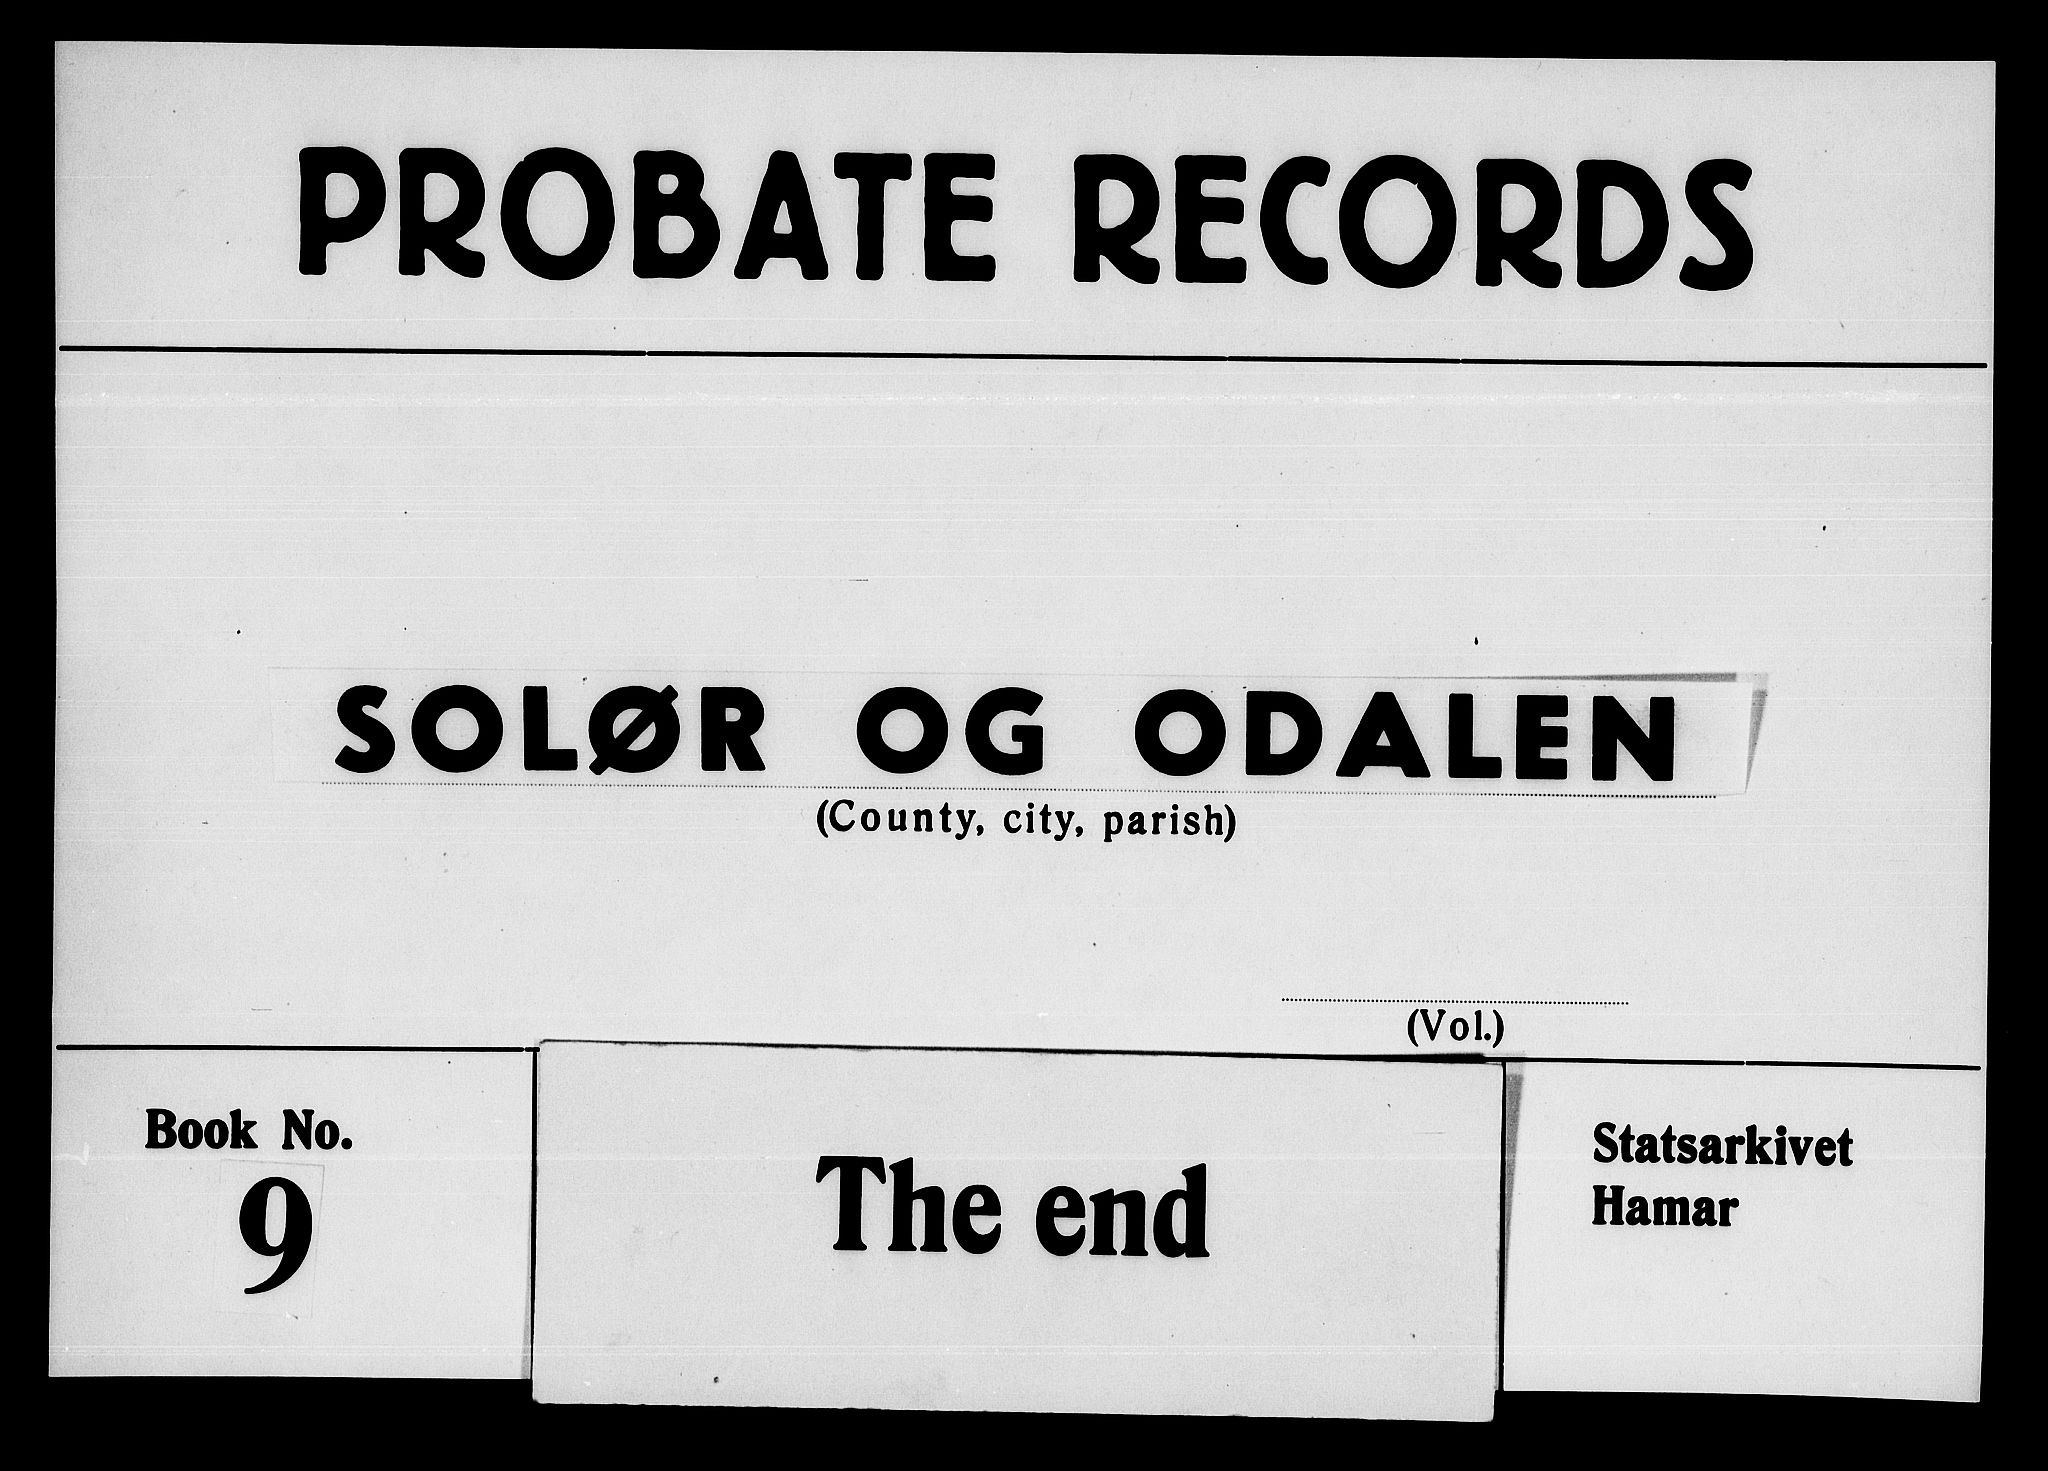 PROBATE RECORDS
SOLØR OG ODALEN
(County, city, parish)
(Vol.)
Book No.
9
The end
Statsarkivet
Hamar